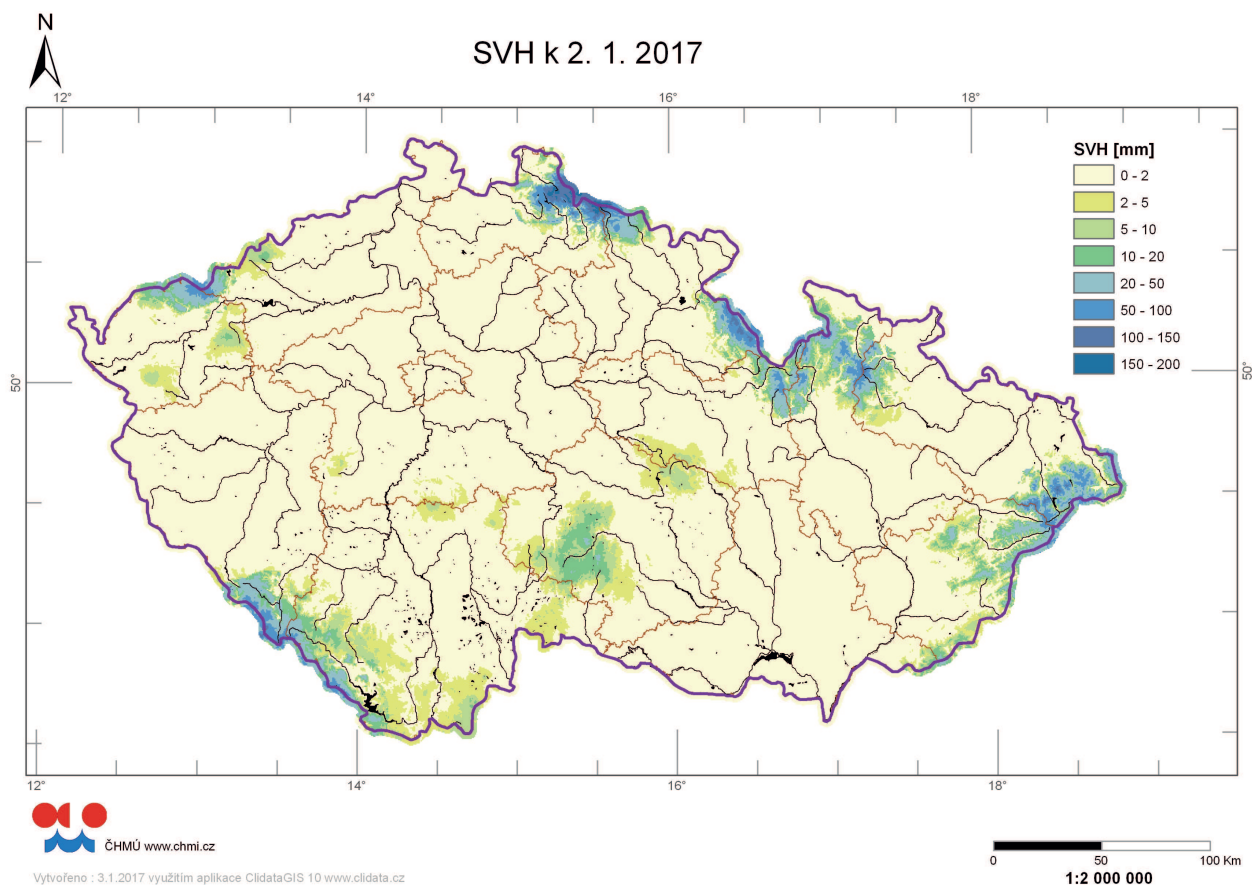 N
SVH k 2. 1. 2017
12° 14° 16° 18°
SVH [mm]
0 - 2
2 - 5
5 - 10
10 - 20
20 - 50
50 - 100
100 - 150
150 - 200
50° 50°
12° 14° 16° 18°
ČHMÚ www.chmi.cz
0 50 100 Km
1:2 000 000
Vytvořeno : 3.1.2017 využitím aplikace ClidataGIS 10 www.clidata.cz